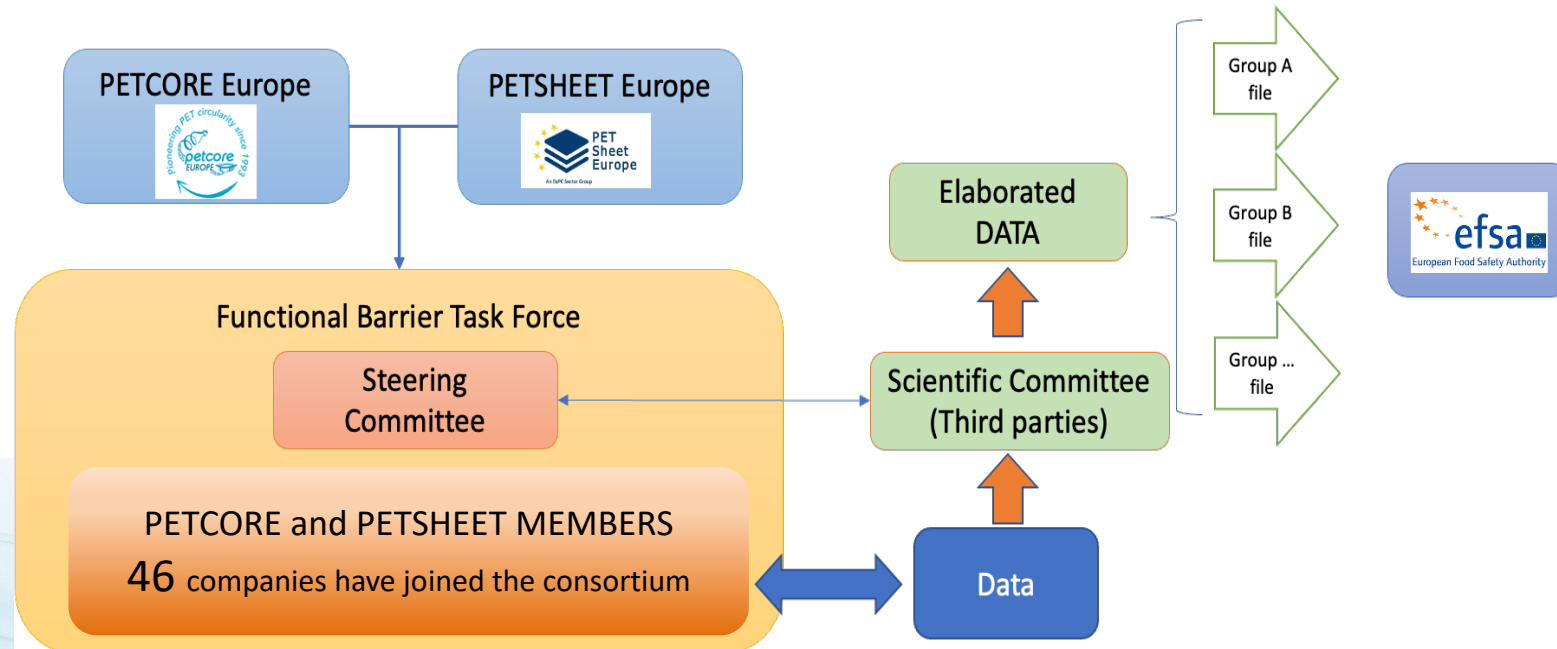 PETCORE Europe
Pioneering PET circularity since 1993
petcore
EUROPE
PETSHEET Europe
PET
Sheet
Europe
An EuPC Sector Group
Functional Barrier Task Force
Steering
Committee
PETCORE and PETSHEET MEMBERS
46 companies have joined the consortium
Elaborated
DATA
Scientific Committee
(Third parties)
Data
Group A
file
Group B
file
Group ...
file
efsa
European Food Safety Authority